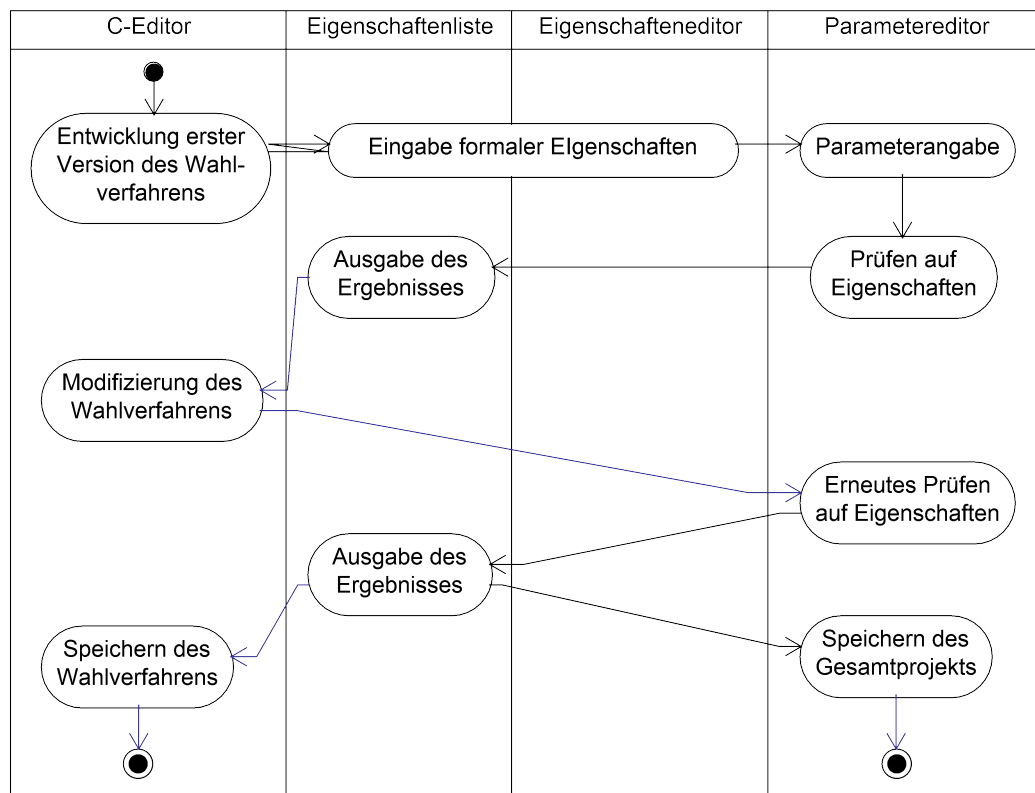 C-Editor
Eigenschaftenliste
Eigenschafteneditor
Parametereditor
Entwicklung erster
Version des Wahl-
verfahrens
Eingabe formaler EIgenschaften
Parameterangabe
Ausgabe des
Ergebnisses
Prüfen auf
Eigenschaften
Modifizierung des
Wahlverfahrens
Erneutes Prüfen
auf Eigenschaften
Ausgabe des
Ergebnisses
Speichern des
Wahlverfahrens
Speichern des
Gesamtprojekts